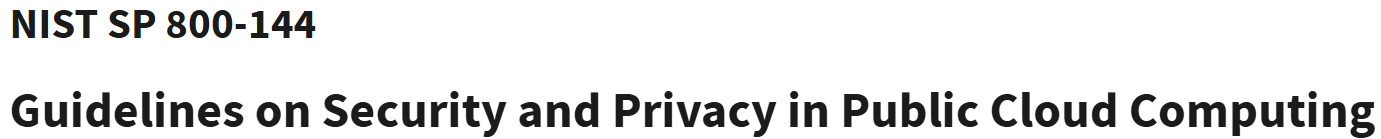 NIST SP 800-144
Guidelines on Security and Privacy in Public Cloud Computing